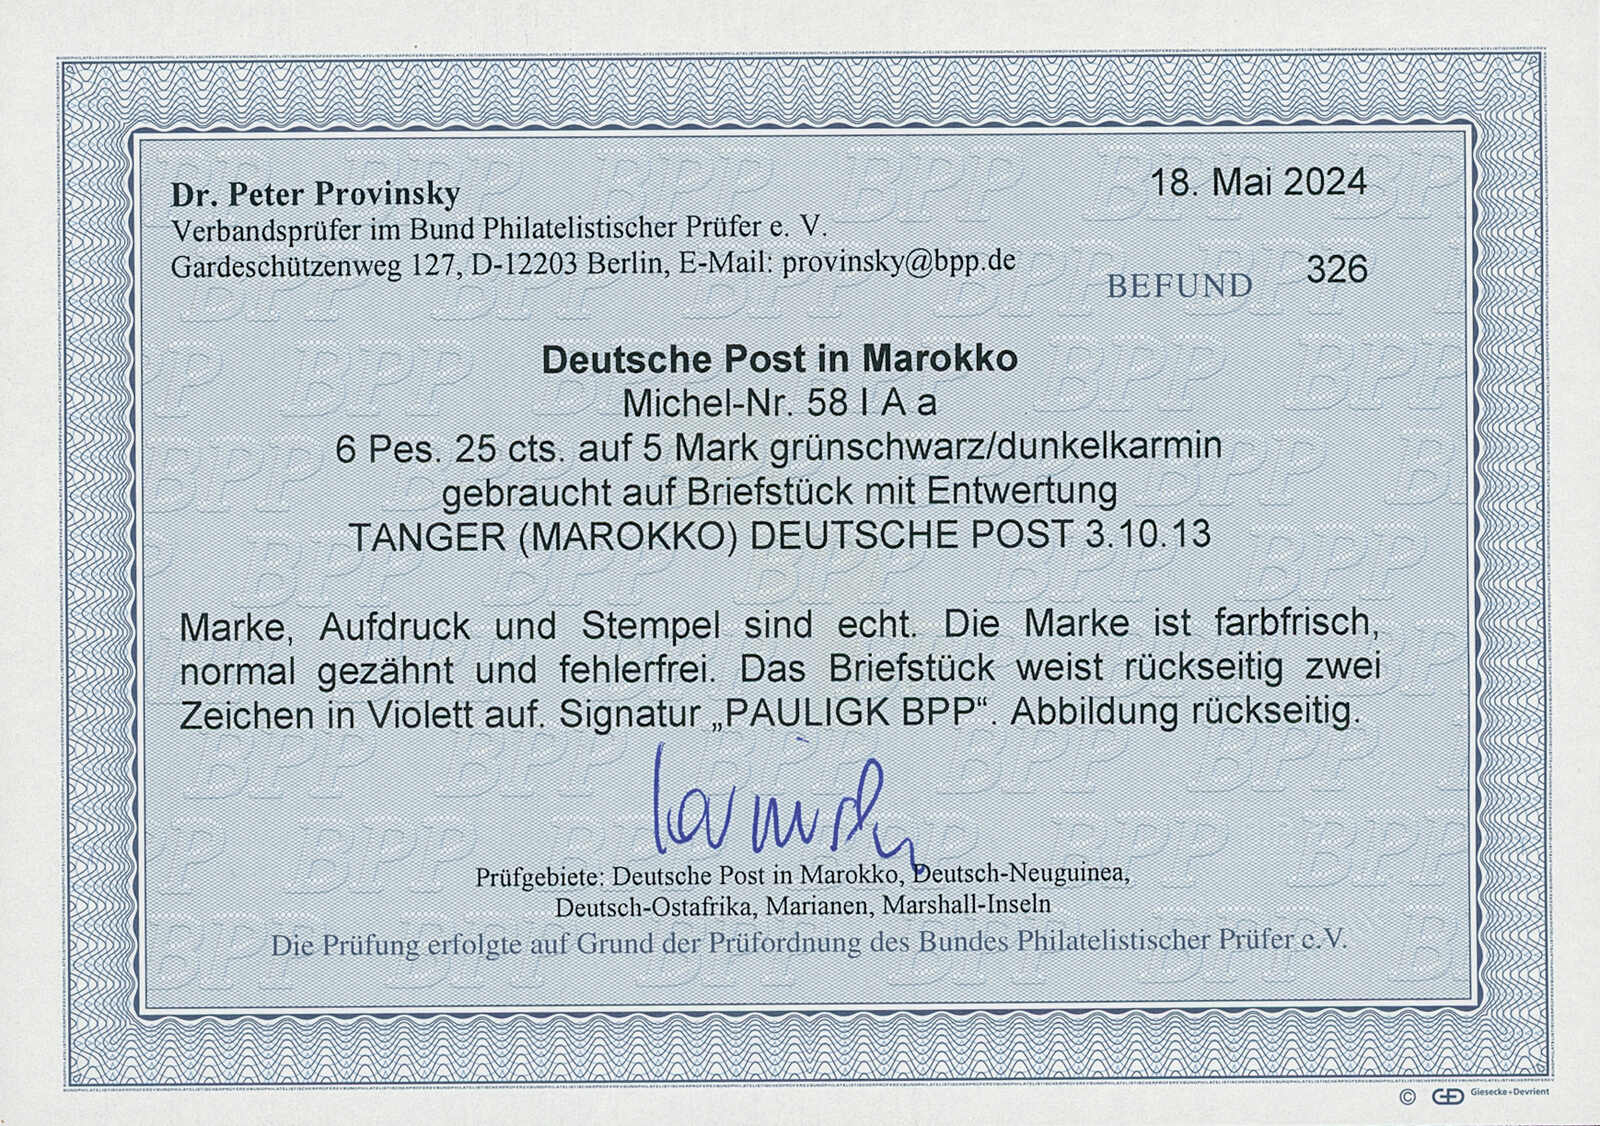 Dr. Peter Provinsky
Verbandsprüfer im Bund Philatelistischer Prüfer e. V.
Gardeschützenweg 127, D-12203 Berlin, E-Mail: provinsky@bpp.de
18. Mai 2024
BEFUND 326
Deutsche Post in Marokko
Michel-Nr. 58 I A a
6 Pes. 25 cts. auf 5 Mark grünschwarz/dunkelkarmin
gebraucht auf Briefstück mit Entwertung
TANGER (MAROKKO) DEUTSCHE POST 3.10.13
Marke, Aufdruck und Stempel sind echt. Die Marke ist farbfrisch,
normal gezähnt und fehlerfrei. Das Briefstück weist rückseitig zwei
Zeichen in Violett auf. Signatur „PAULIGK BPP“. Abbildung rückseitig.
Prüfgebiete: Deutsche Post in Marokko, Deutsch-Neuguinea,
Deutsch-Ostafrika, Marianen, Marshall-Inseln
Die Prüfung erfolgte auf Grund der Prüfordnung des Bundes Philatelistischer Prüfer e.V.
© Giesecke+Devrient